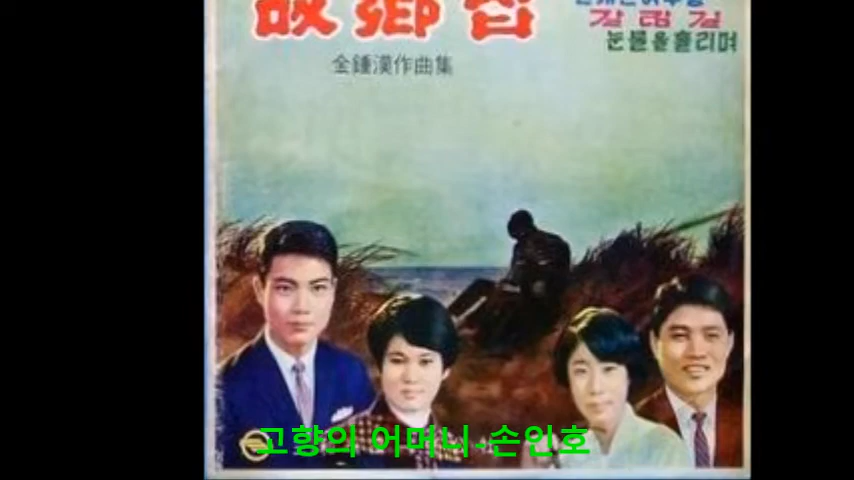 故鄕집
갈림길
눈물을 흘리며
金鍾漢作曲集
고향의 어머니-손인호